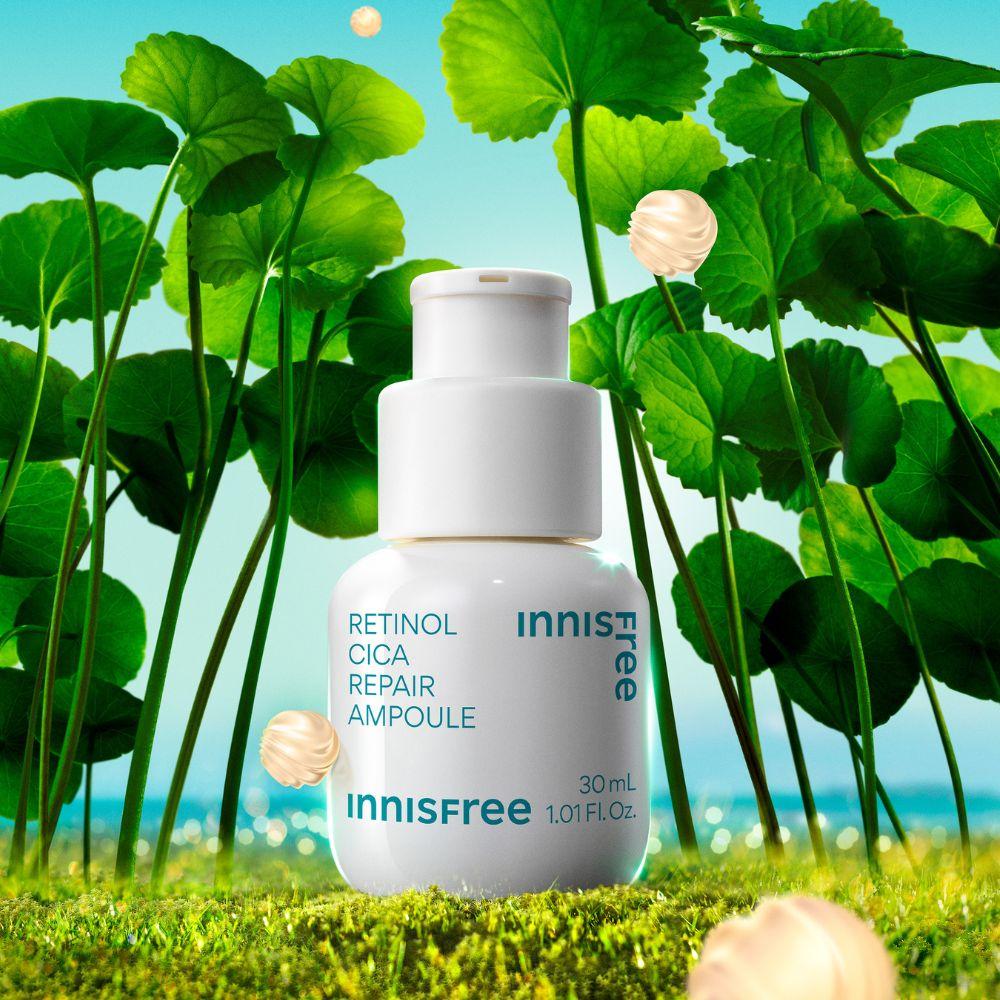 RETINOL
CICA
REPAIR
AMPOULE
INNISFree
INNISFree
30 mL
1.01 Fl. Oz.